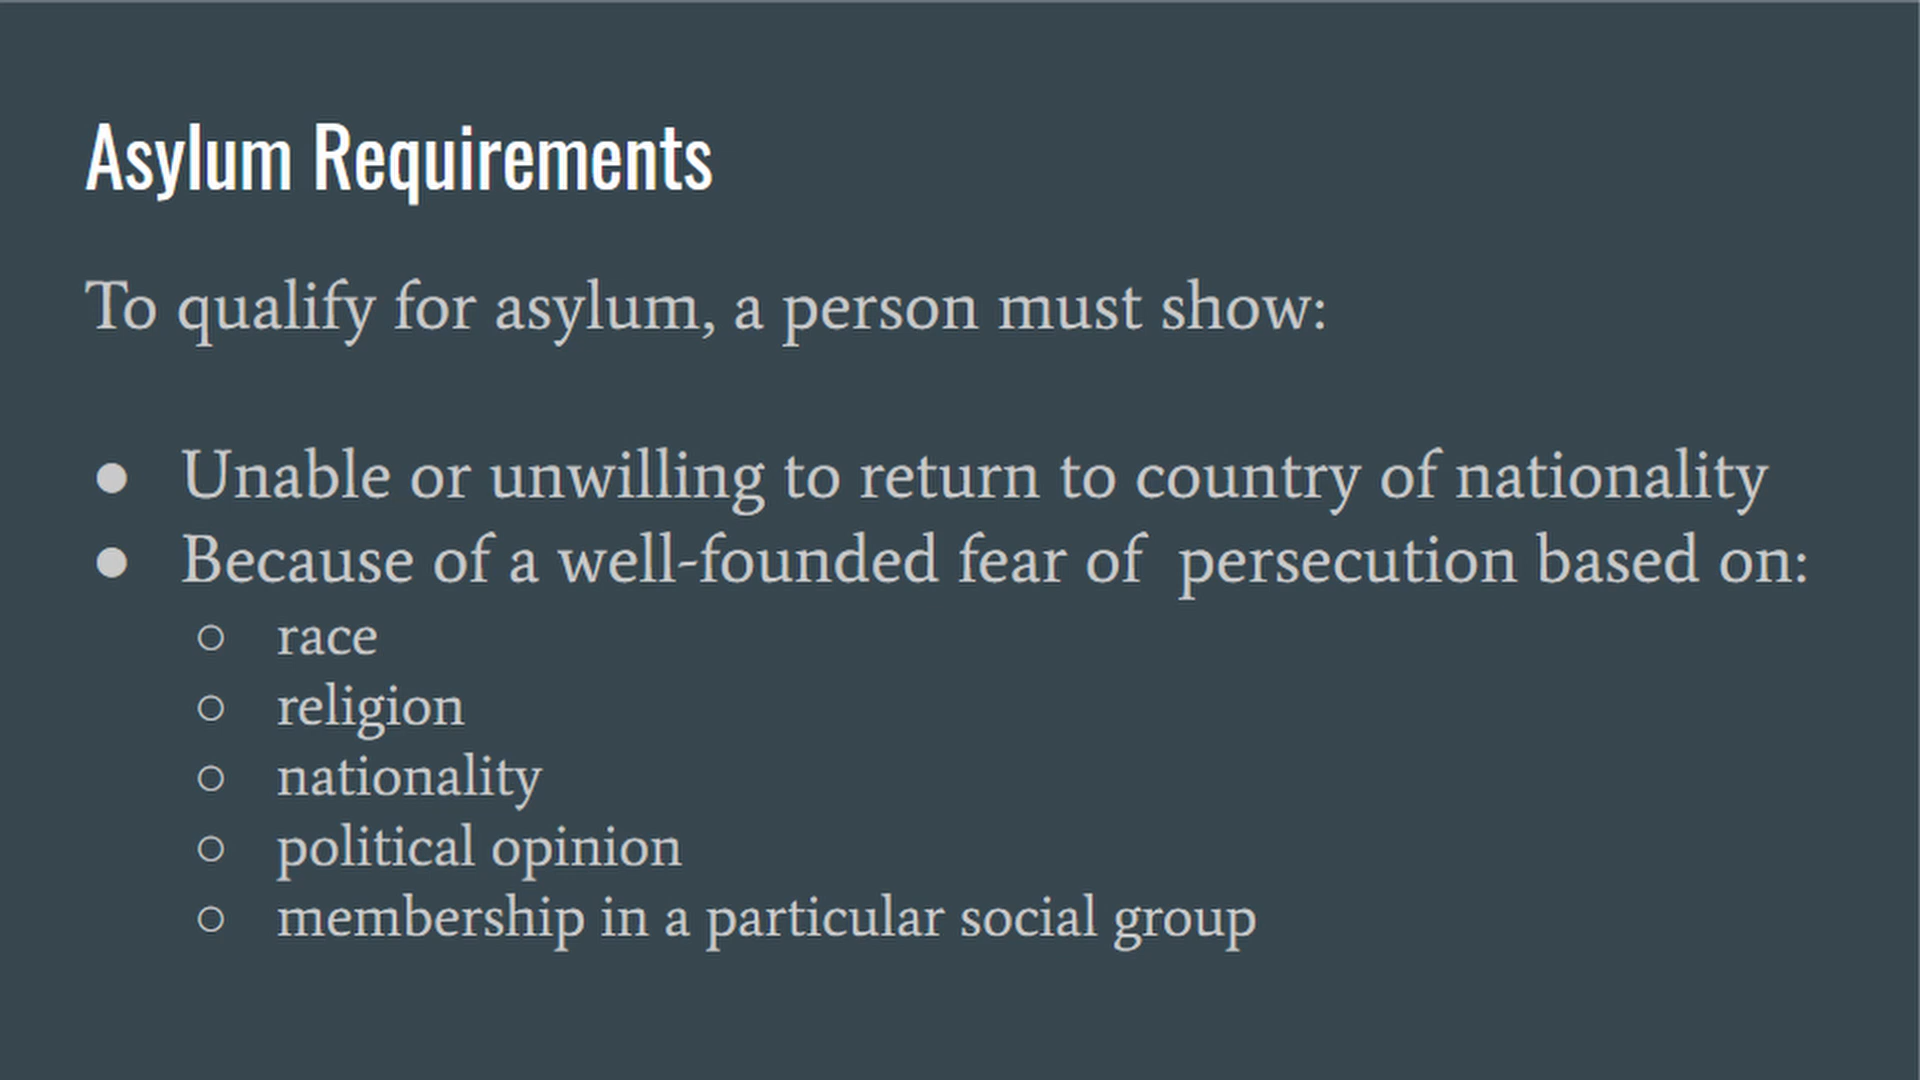 Asylum Requirements
To qualify for asylum, a person must show:
● Unable or unwilling to return to country of nationality
● Because of a well-founded fear of  persecution based on:
○ race
○ religion
○ nationality
○ political opinion
○ membership in a particular social group